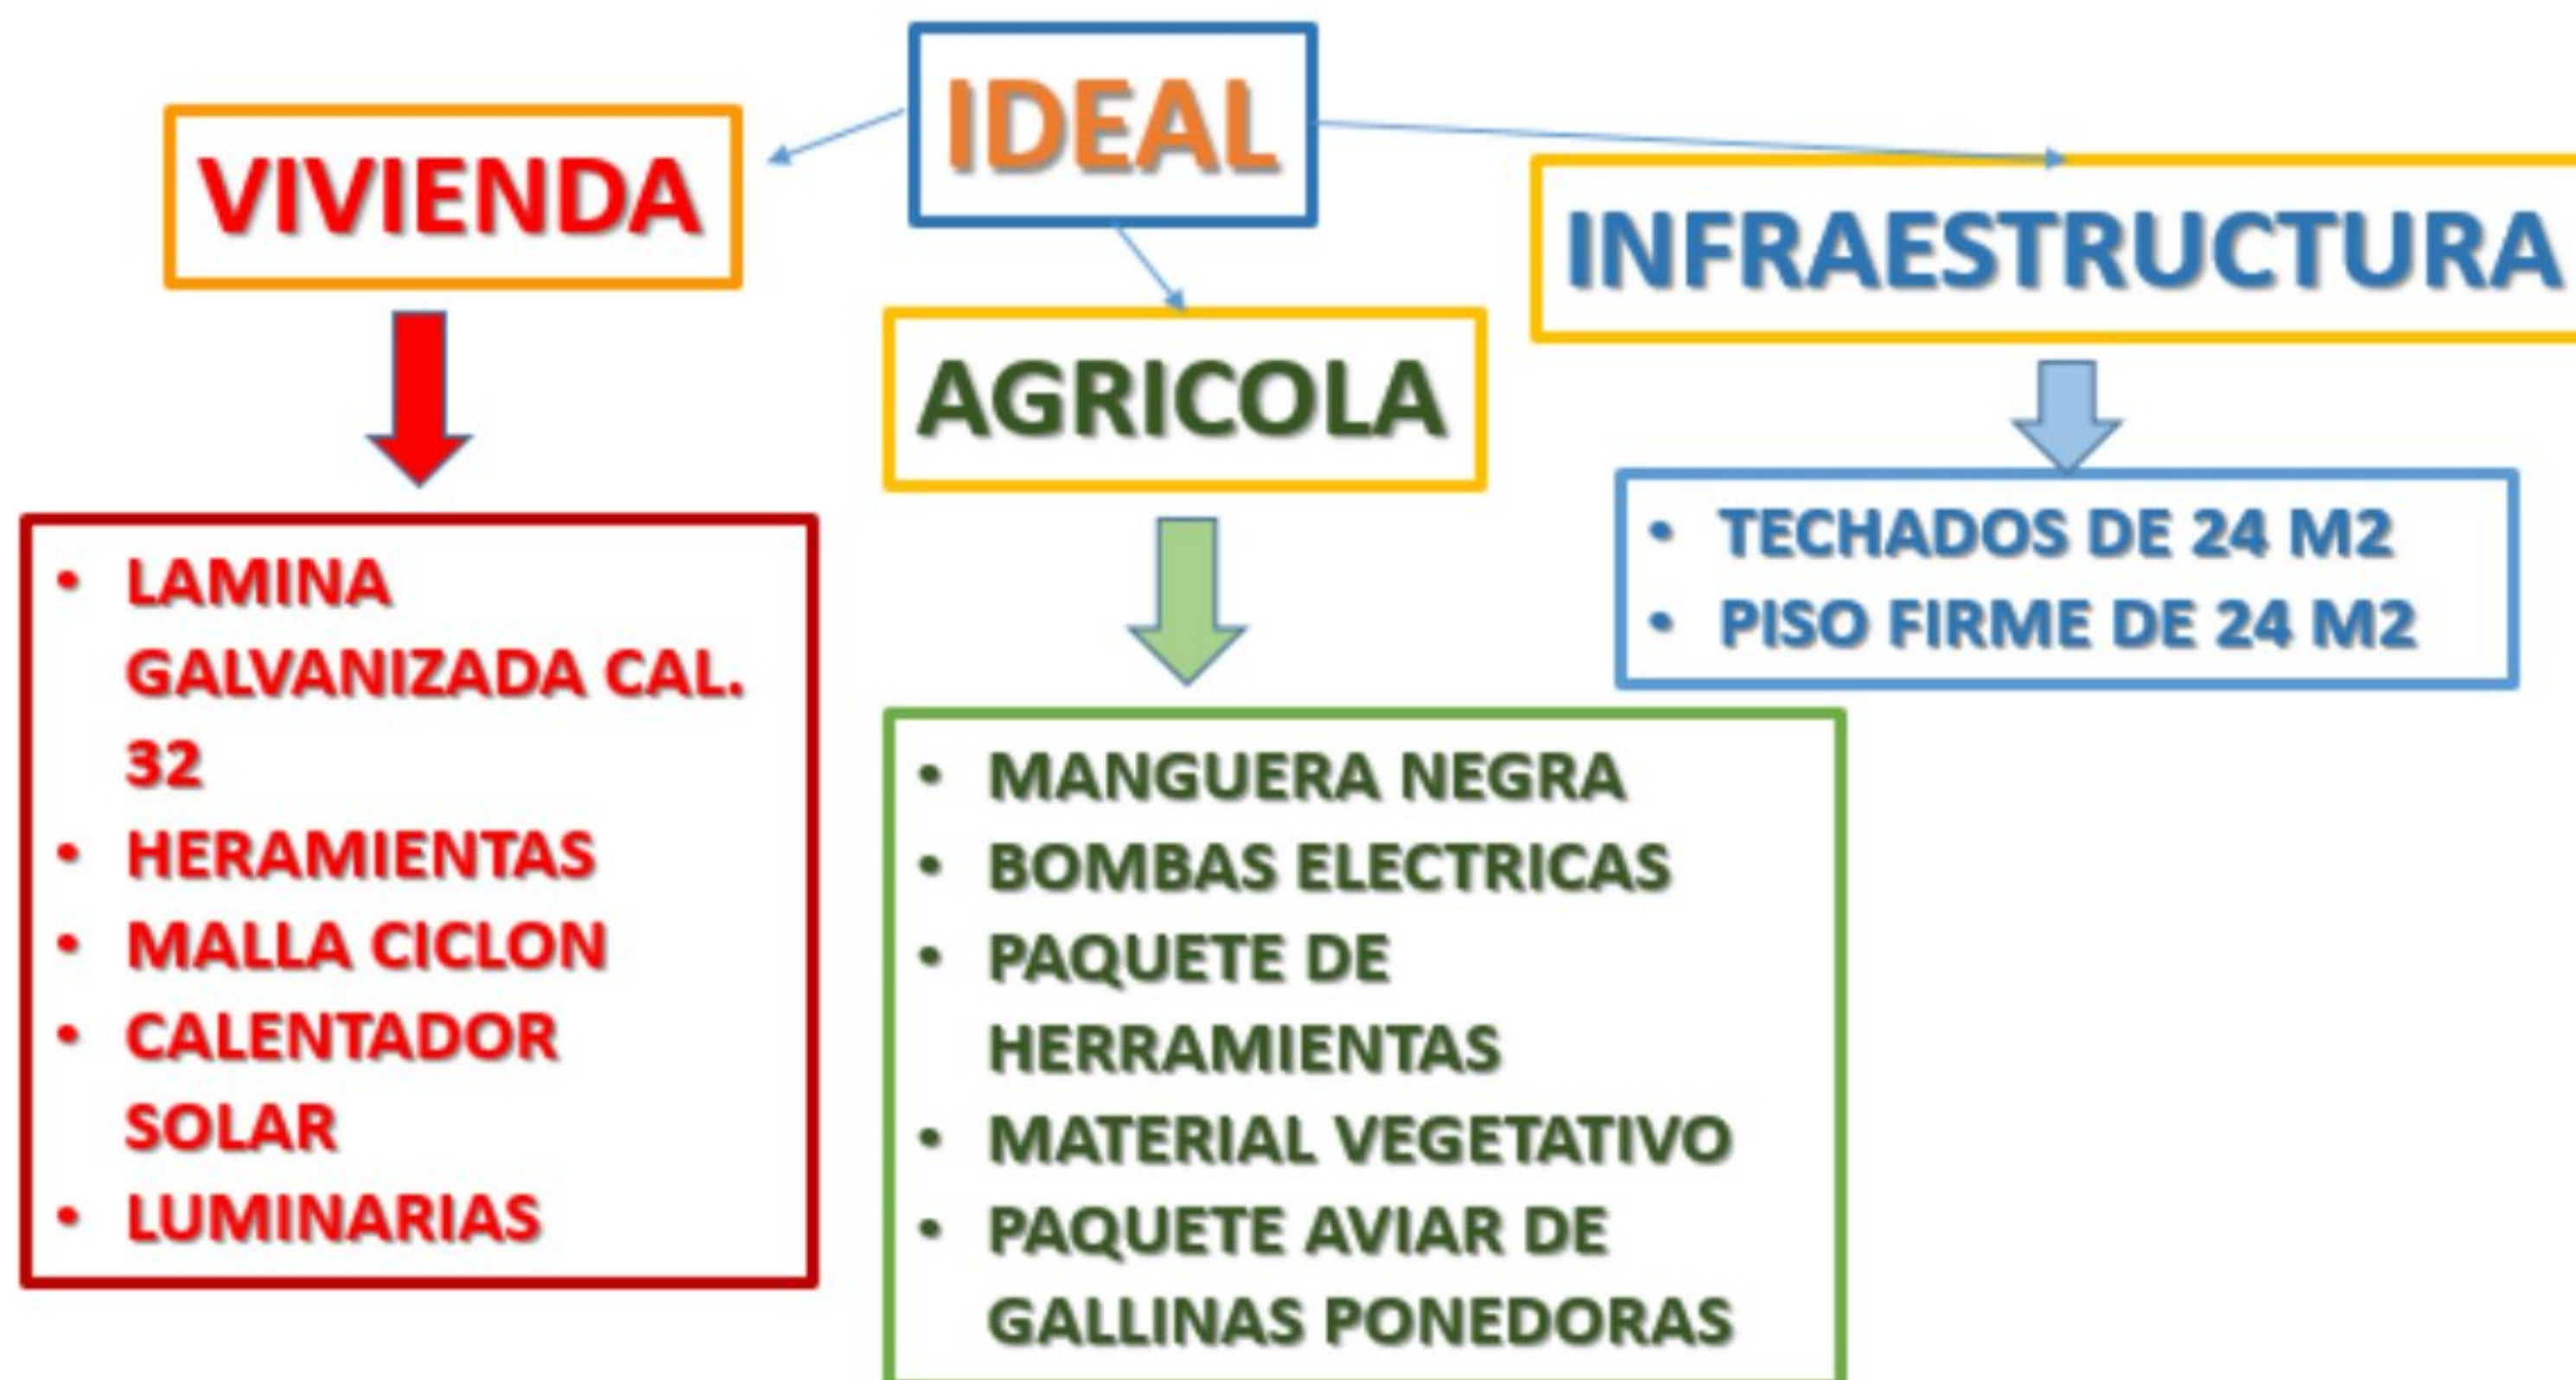 IDEAL
VIVIENDA
• LAMINA
GALVANIZADA CAL.
32
• HERAMIENTAS
• MALLA CICLON
• CALENTADOR
SOLAR
• LUMINARIAS
AGRICOLA
• MANGUERA NEGRA
• BOMBAS ELECTRICAS
• PAQUETE DE
HERRAMIENTAS
• MATERIAL VEGETATIVO
• PAQUETE AVIAR DE
GALLINAS PONEDORAS
INFRAESTRUCTURA
• TECHADOS DE 24 M2
• PISO FIRME DE 24 M2